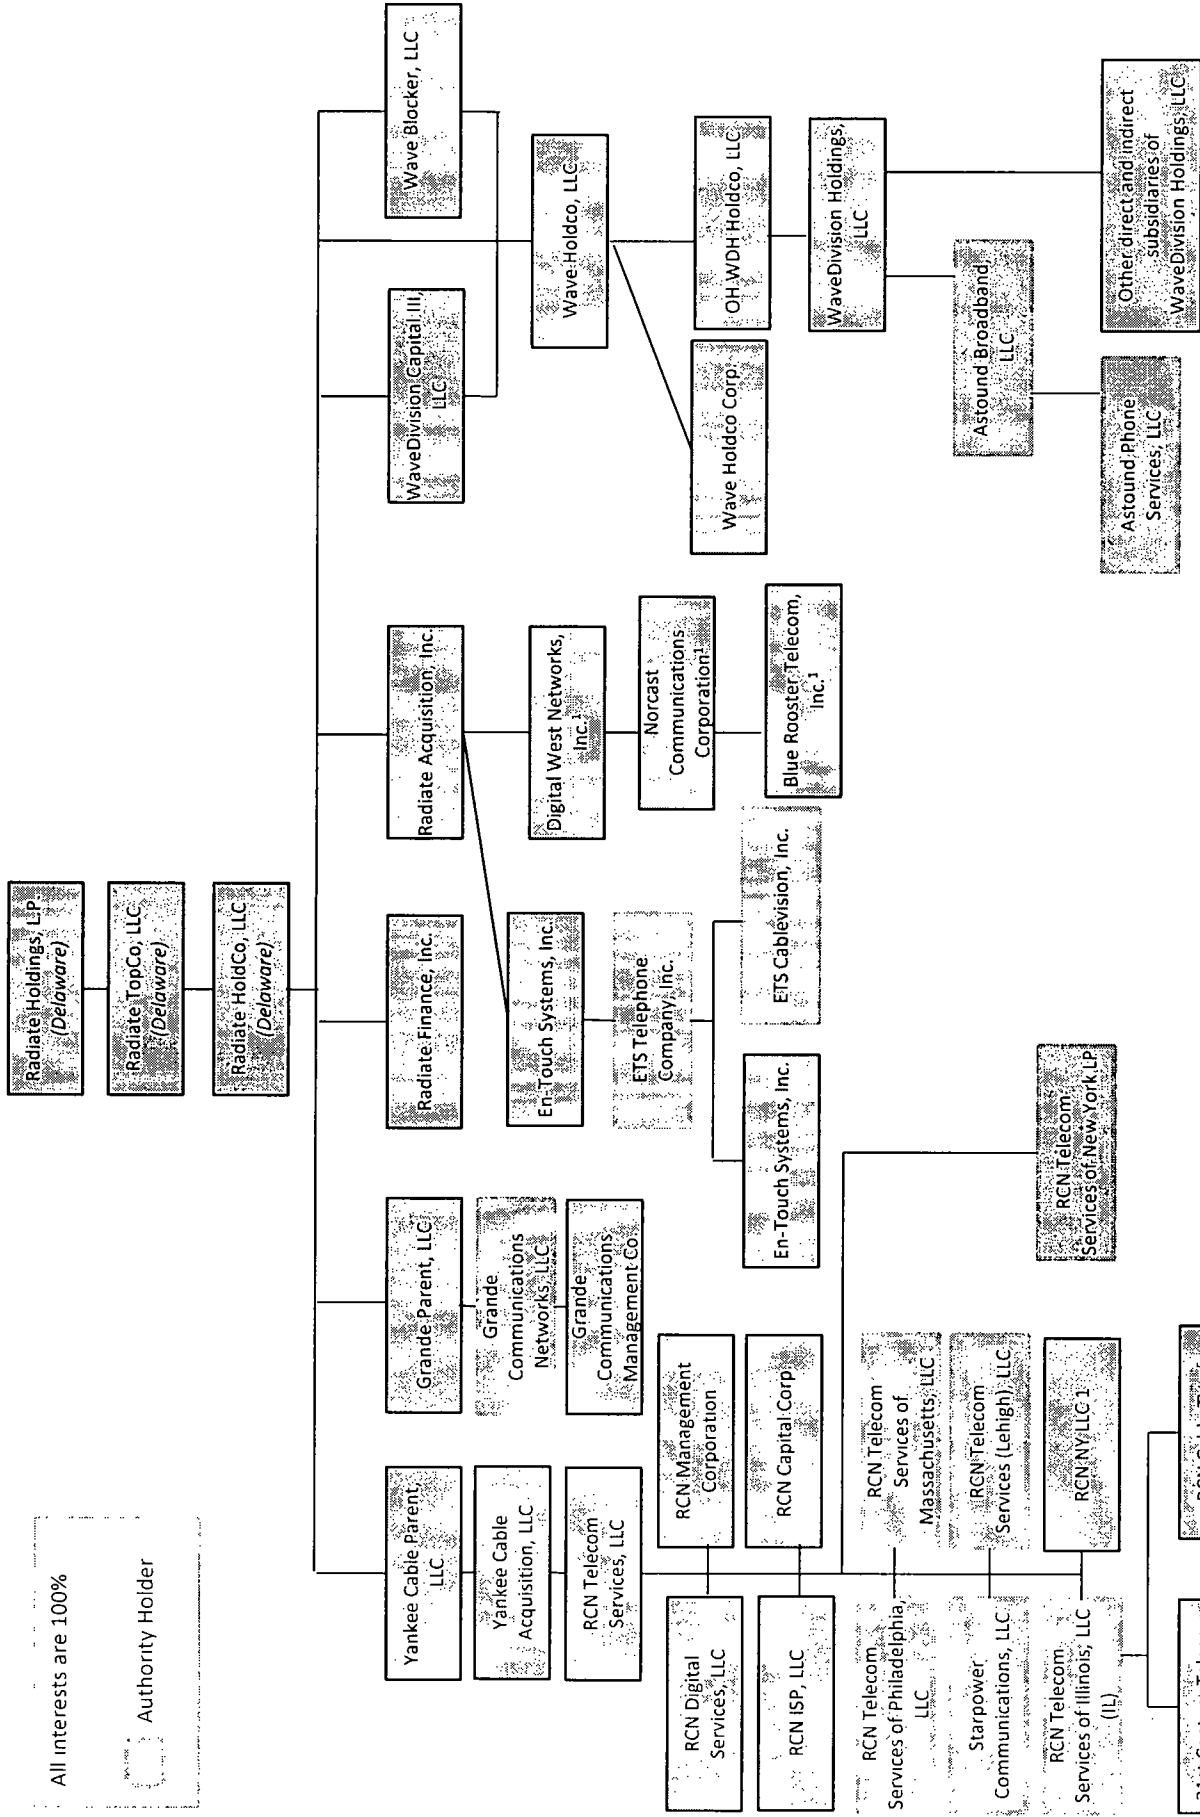 All interests are 100%
Authority Holder
Radiate Holdings, L.P.
(Delaware)
Radiate TopCo, LLC
(Delaware)
Radiate HoldCo, LLC
(Delaware)
Yankee Cable Parent,
LLC
Grande Parent, LLC
Radiate Finance, Inc.
Radiate Acquisition, Inc.
WaveDivision Capital III,
LLC
Wave Blocker, LLC
Yankee Cable
Acquisition, LLC
RCN Telecom
Services, LLC
Grande
Communications
Networks, LLC
Grande
Communications
Management Co.
En-Touch Systems, Inc.
ETS Telephone
Company, Inc.
En-Touch Systems, Inc.
ETS Cablevision, Inc.
Digital West Networks,
Inc.¹
Norcast
Communications
Corporation¹
Blue Rooster Telecom,
Inc.¹
Wave Holdco, LLC
Wave Holdco Corp.
OH WDH Holdco, LLC
WaveDivision Holdings,
LLC
Astound Broadband,
LLC
Astound Phone
Services, LLC
Other direct and indirect
subsidiaries of
WaveDivision Holdings, LLC
RCN Digital
Services, LLC
RCN Management
Corporation
RCN ISP, LLC
RCN Capital Corp.
RCN Telecom
Services of Philadelphia,
LLC
RCN Telecom
Services of
Massachusetts, LLC
Starpower
Communications, LLC
RCN Telecom
Services (Lehigh), LLC
RCN Telecom
Services of Illinois, LLC
(IL)
RCN NY LLC 1
RCN Telecom
Services of New York LP